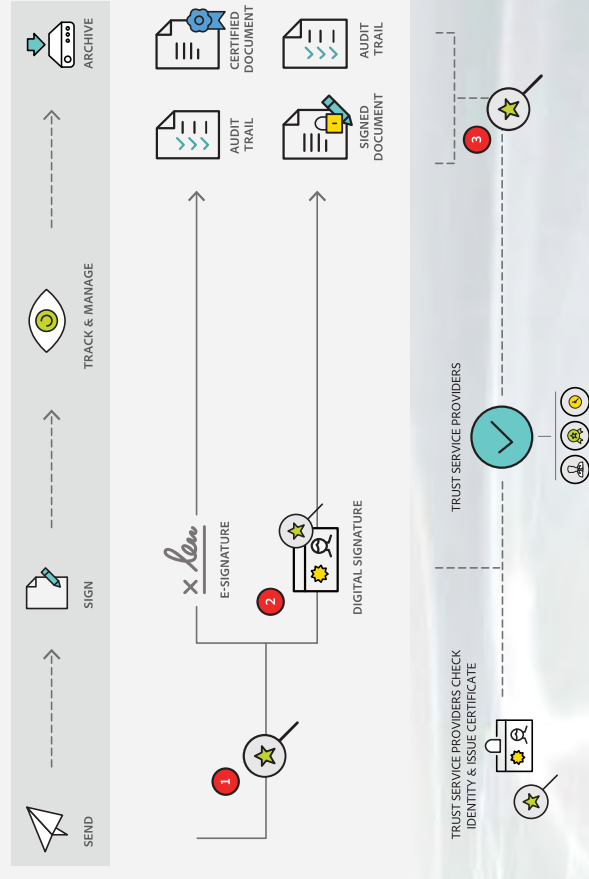 SEND
SIGN
TRACK & MANAGE
ARCHIVE
1
E-SIGNATURE
AUDIT
TRAIL
CERTIFIED
DOCUMENT
2
DIGITAL SIGNATURE
SIGNED
DOCUMENT
AUDIT
TRAIL
TRUST SERVICE PROVIDERS CHECK
IDENTITY & ISSUE CERTIFICATE
TRUST SERVICE PROVIDERS
3